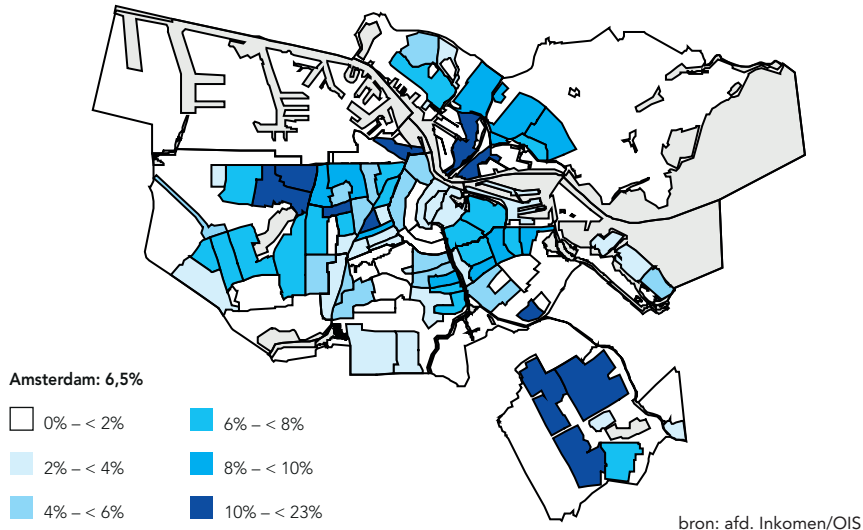 Amsterdam: 6,5%
0% – < 2%
2% – < 4%
4% – < 6%
6% – < 8%
8% – < 10%
10% – < 23%
bron: afd. Inkomen/OIS